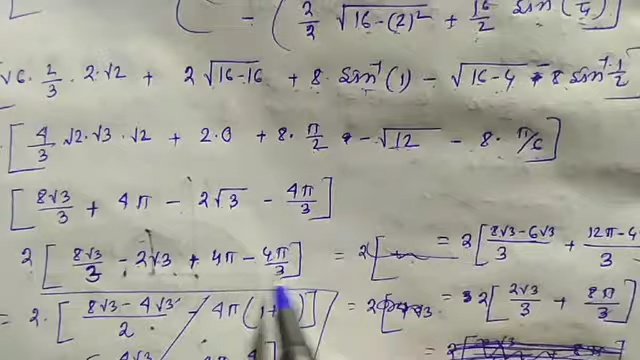 - ( 2/2 √16-(2)² + 16/2 sin (
√6 · 2/3 · 2·√2 + 2 √16-16 + 8· sin⁻¹(1) - √16-4 - 8 sin⁻¹ 1/2
[ 4/3 √2·√3·√2 + 2·0 + 8· π/2 - √12 - 8· π/6 ]
[ 8√3/3 + 4π - 2√3 - 4π/3 ]
2 [ 8√3/3 - 2√3 + 4π - 4π/3 ] = 2[ = 2[ 8√3-6√3/3 + 12π-4
= 2· [ 8√3-4√3/2 - 4π(1+ )] = 2[ = 2[ 2√3/3 + 8π/3 ]